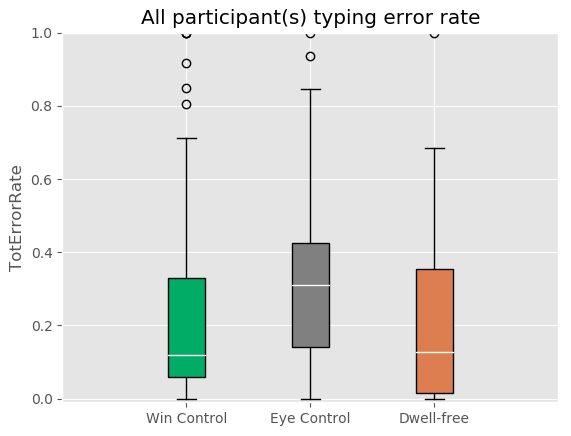 All participant(s) typing error rate
1.0
0.8
0.6
0.4
0.2
0.0
TotErrorRate
Win Control
Eye Control
Dwell-free